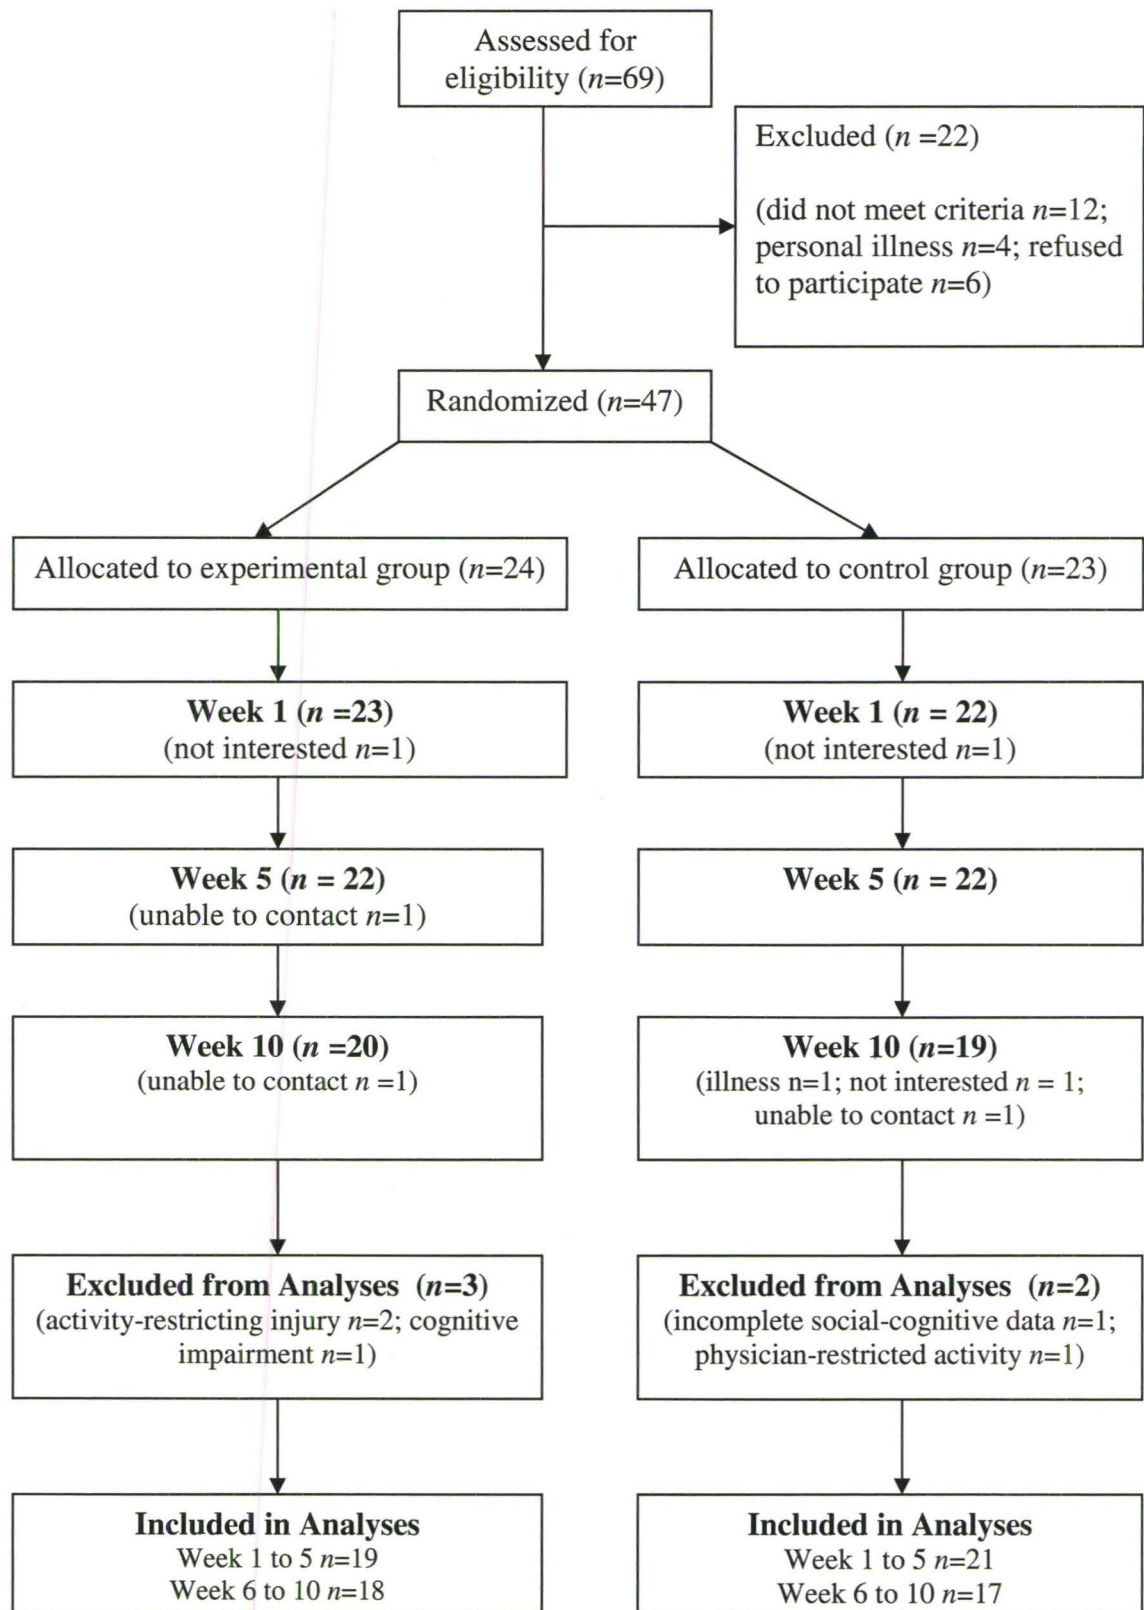 Assessed for
eligibility (n=69)
Excluded (n =22)
(did not meet criteria n=12;
personal illness n=4; refused
to participate n=6)
Randomized (n=47)
Allocated to experimental group (n=24)
Allocated to control group (n=23)
Week 1 (n =23)
(not interested n=1)
Week 1 (n = 22)
(not interested n=1)
Week 5 (n = 22)
(unable to contact n=1)
Week 5 (n = 22)
Week 10 (n =20)
(unable to contact n =1)
Week 10 (n=19)
(illness n=1; not interested n = 1;
unable to contact n =1)
Excluded from Analyses (n=3)
(activity-restricting injury n=2; cognitive
impairment n=1)
Excluded from Analyses (n=2)
(incomplete social-cognitive data n=1;
physician-restricted activity n=1)
Included in Analyses
Week 1 to 5 n=19
Week 6 to 10 n=18
Included in Analyses
Week 1 to 5 n=21
Week 6 to 10 n=17